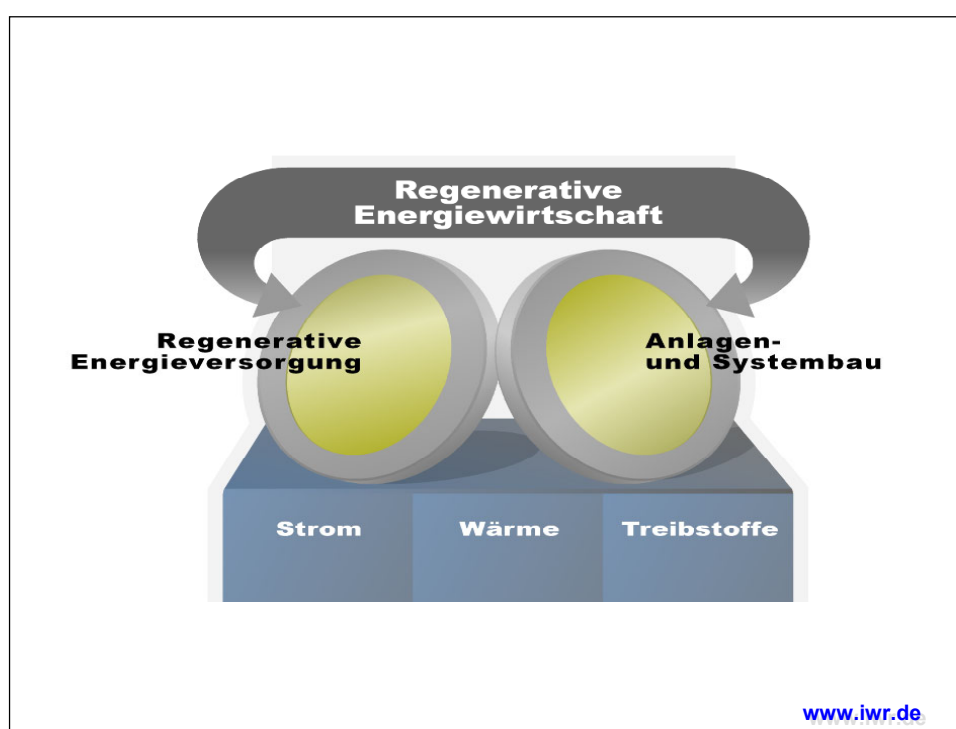 Regenerative
Energiewirtschaft
Regenerative
Energieversorgung
Anlagen-
und Systembau
Strom
Wärme
Treibstoffe
www.iwr.de